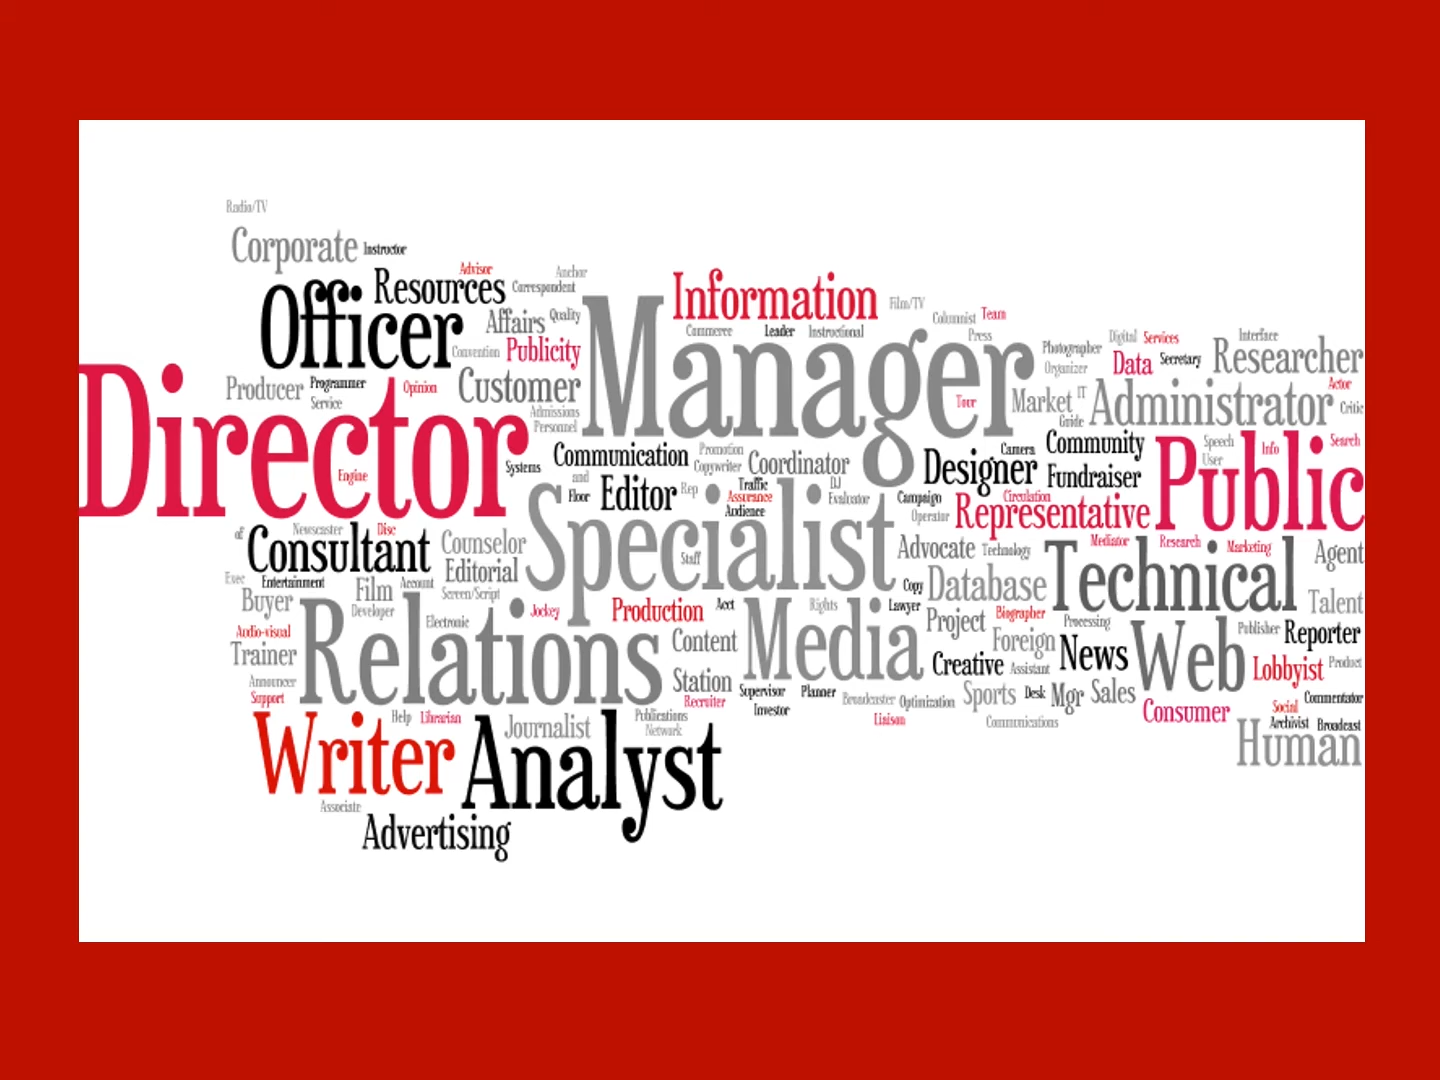 Radio/TV
Corporate
Instructor
Officer
Resources
Advisor
Correspondent
Anchor
Affairs
Quality
Convention
Publicity
Manager
Information
Commerce
Leader
Instructional
Film/TV
Columnist
Team
Press
Photographer
Organizer
Digital
Services
Interface
Data
Secretary
Researcher
Director
Producer
Programmer
Service
Opinion
Customer
Admissions
Personnel
Tour
Market
IT
Guide
Administrator
Actor
Critic
Engine
Systems
Communication
Promotion
Copywriter
Coordinator
Designer
Camera
Community
Fundraiser
Public
Speech
User
Info
Search
and
Floor
Editor
Rep
Traffic
Assurance
Audience
DJ
Evaluator
Campaign
Operator
Circulation
Representative
of
Newscaster
Disc
Consultant
Counselor
Editorial
Specialist
Staff
Advocate
Technology
Mediator
Research
Marketing
Technical
Agent
Exec
Entertainment
Film
Account
Screen/Script
Buyer
Developer
Copy
Database
Talent
Relations
Electronic
Jockey
Production
Acct
Rights
Lawyer
Media
Project
Biographer
Processing
Foreign
Audio-visual
Trainer
Content
Creative
Assistant
News
Web
Publisher
Reporter
Lobbyist
Product
Announcer
Support
Station
Recruiter
Supervisor
Investor
Planner
Broadcaster
Optimization
Liaison
Sports
Desk
Mgr
Sales
Communications
Consumer
Social
Commentator
Archivist
Broadcast
Human
Help
Librarian
Writer
Journalist
Publications
Network
Analyst
Associate
Advertising